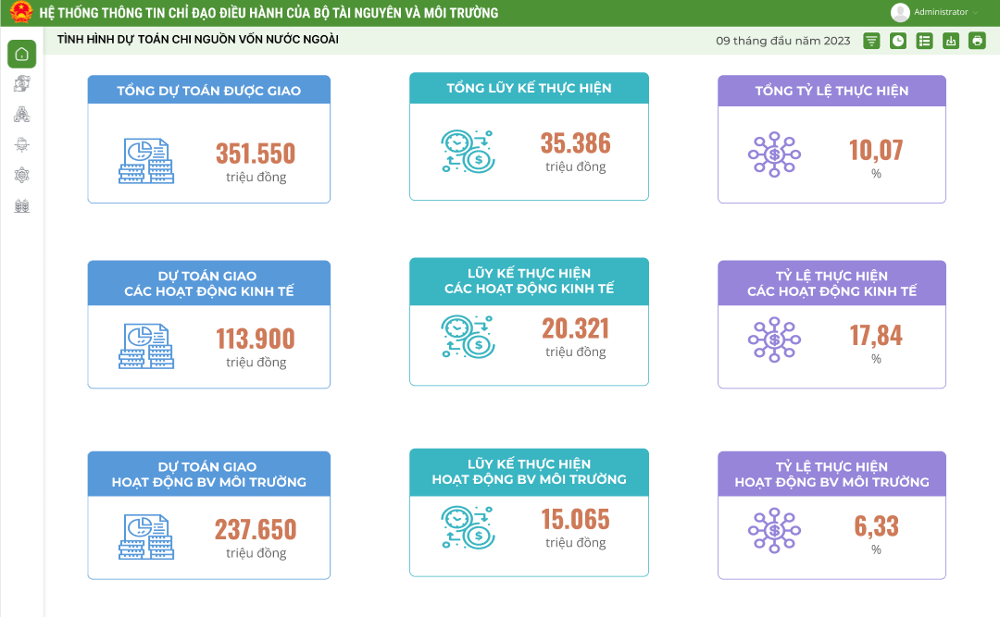 HỆ THỐNG THÔNG TIN CHỈ ĐẠO ĐIỀU HÀNH CỦA BỘ TÀI NGUYÊN VÀ MÔI TRƯỜNG
Administrator
TÌNH HÌNH DỰ TOÁN CHI NGUỒN VỐN NƯỚC NGOÀI
09 tháng đầu năm 2023
TỔNG DỰ TOÁN ĐƯỢC GIAO
351.550
triệu đồng
TỔNG LŨY KẾ THỰC HIỆN
35.386
triệu đồng
TỔNG TỶ LỆ THỰC HIỆN
10,07
%
DỰ TOÁN GIAO
CÁC HOẠT ĐỘNG KINH TẾ
113.900
triệu đồng
LŨY KẾ THỰC HIỆN
CÁC HOẠT ĐỘNG KINH TẾ
20.321
triệu đồng
TỶ LỆ THỰC HIỆN
CÁC HOẠT ĐỘNG KINH TẾ
17,84
%
DỰ TOÁN GIAO
HOẠT ĐỘNG BV MÔI TRƯỜNG
237.650
triệu đồng
LŨY KẾ THỰC HIỆN
HOẠT ĐỘNG BV MÔI TRƯỜNG
15.065
triệu đồng
TỶ LỆ THỰC HIỆN
HOẠT ĐỘNG BV MÔI TRƯỜNG
6,33
%